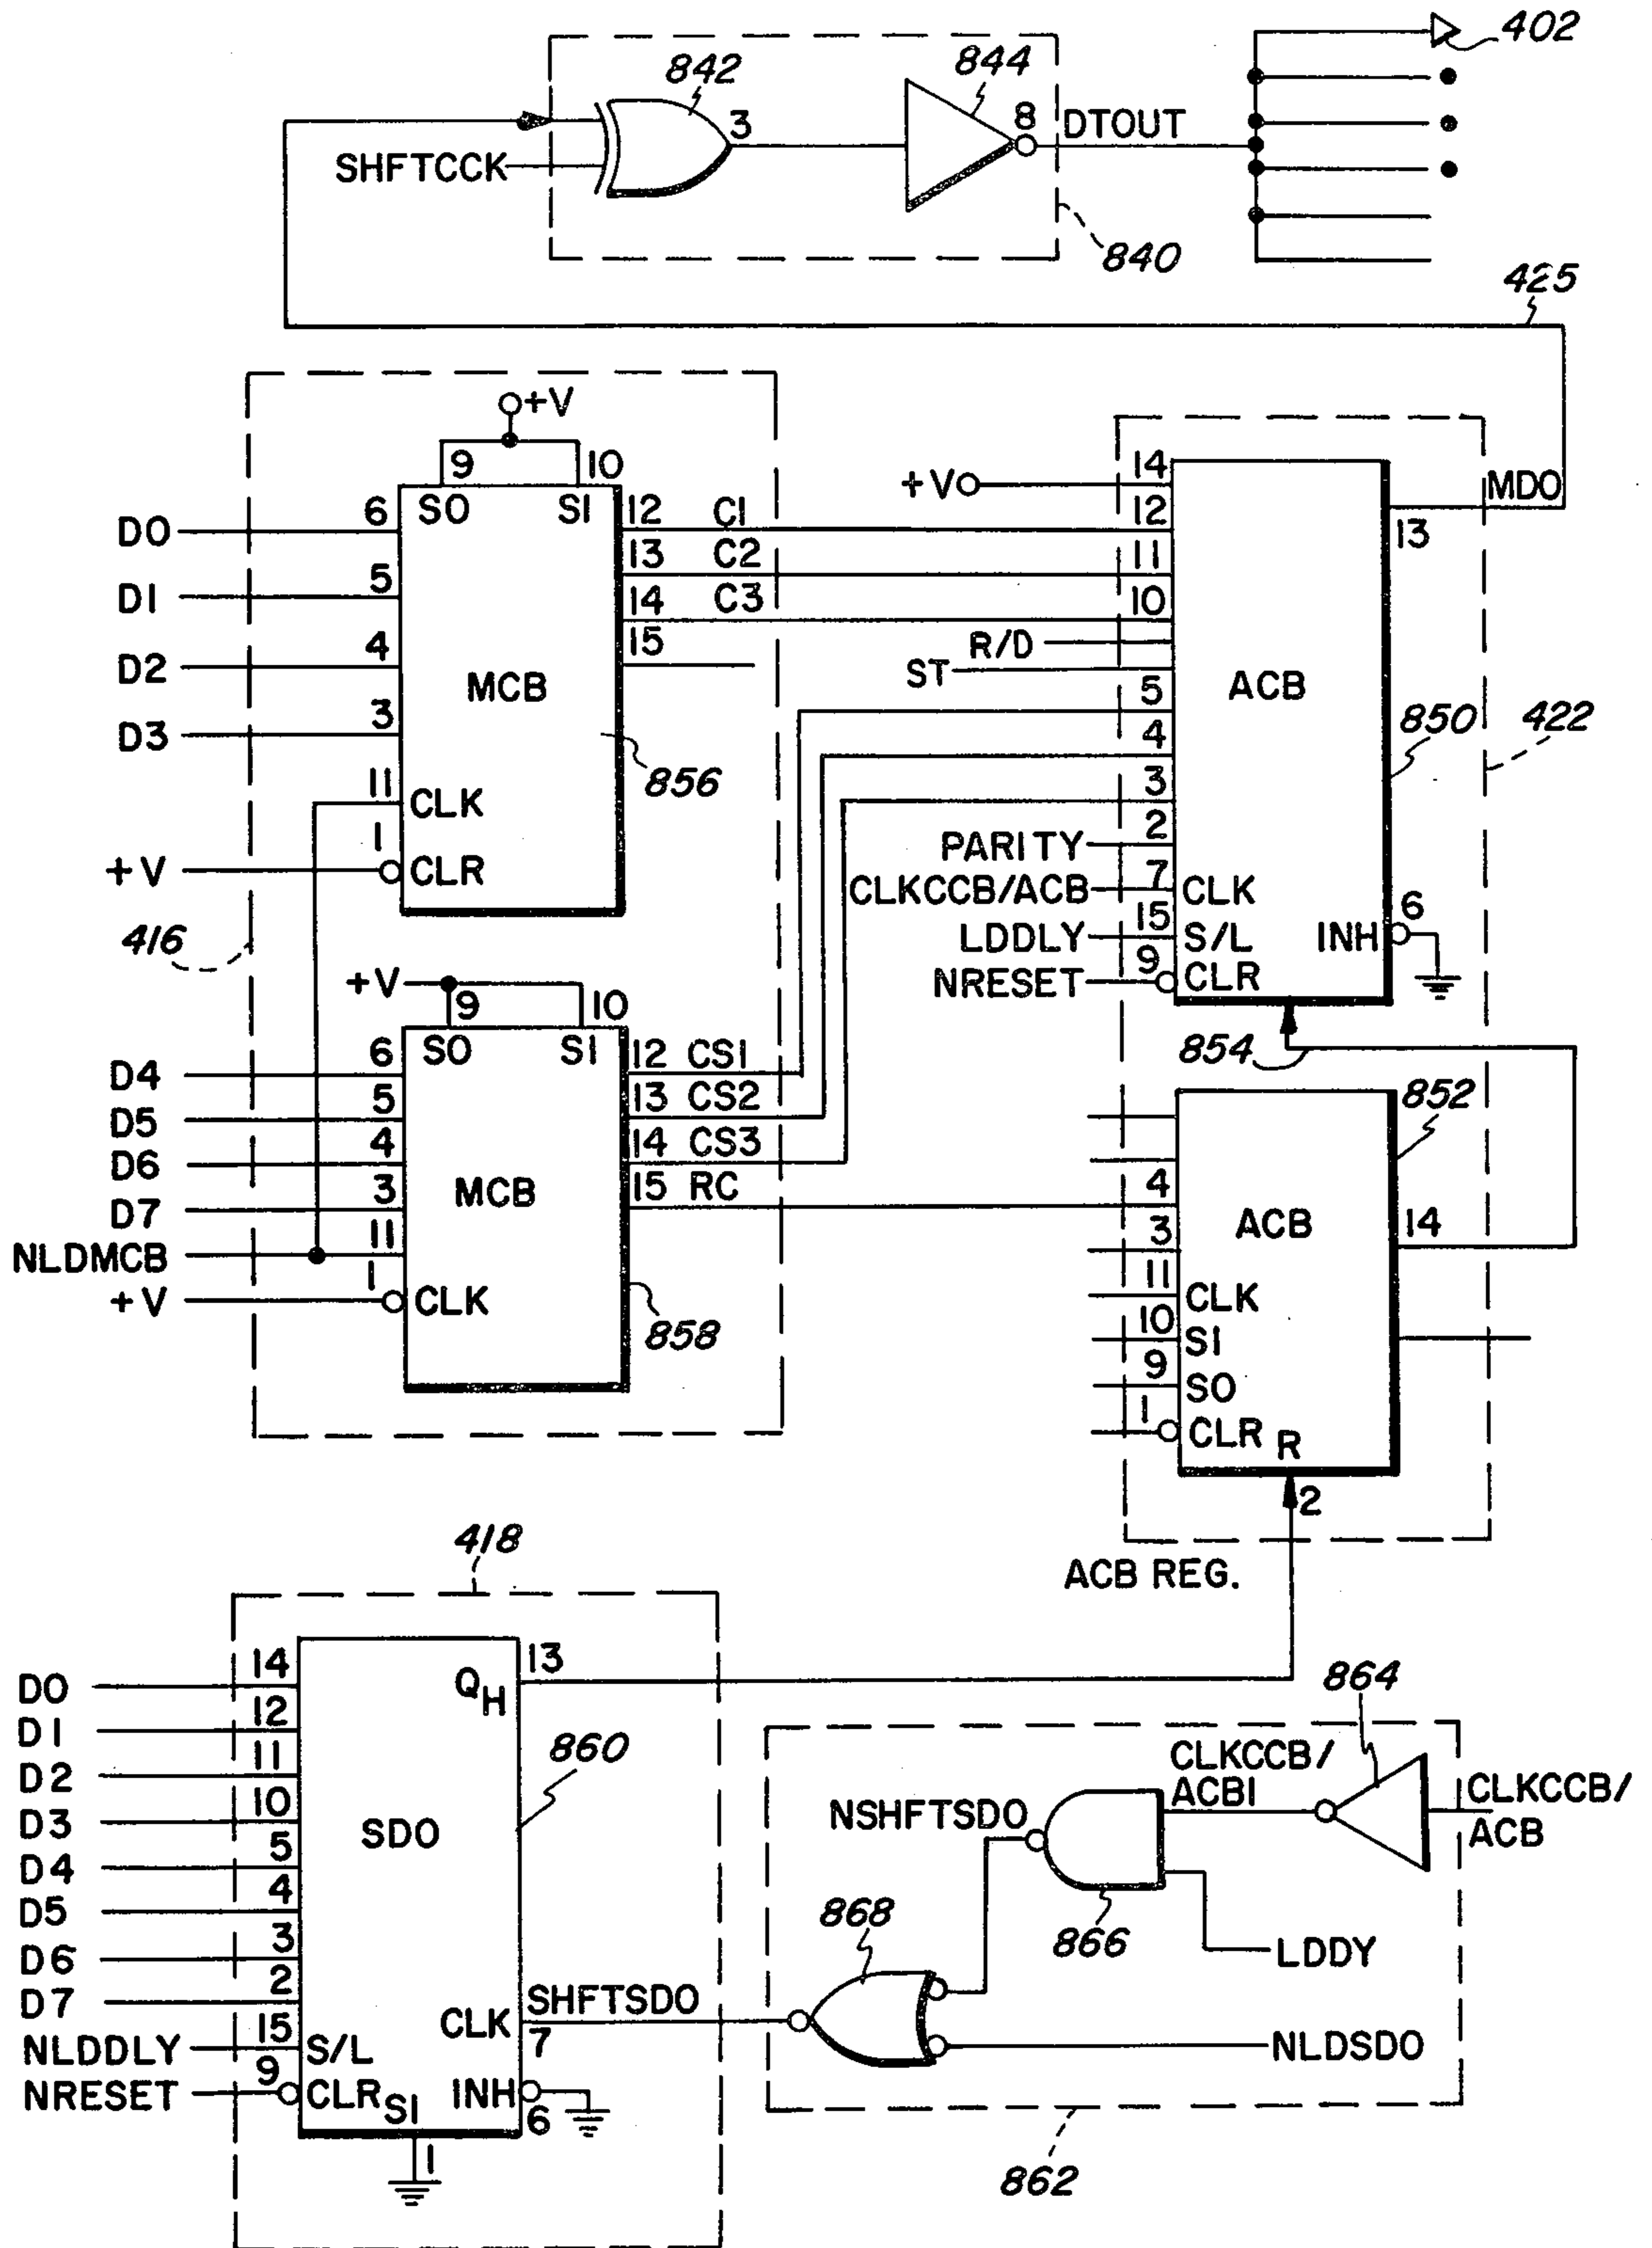 842
844
402
3
8
DTOUT
SHFTCCK
840
425
+V
9
10
SO
SI
+V
14
MDO
13
D0
6
12
C1
12
D1
5
13
C2
11
D2
4
14
C3
10
15
R/D
ST
MCB
ACB
D3
3
856
5
4
3
850
422
11
CLK
1
+V
CLR
PARITY
2
CLKCCB/ACB
7
CLK
LDDLY
15
S/L
INH
6
NRESET
9
CLR
416
+V
9
10
SO
SI
854
D4
6
12
CS1
D5
5
13
CS2
D6
4
14
CS3
D7
3
15
RC
MCB
852
4
3
ACB
14
NLDMCB
11
1
+V
CLK
858
11
CLK
10
SI
9
SO
1
CLR
R
2
ACB REG.
418
D0
14
QH
13
D1
12
D2
11
860
D3
10
SDO
D4
5
D5
4
D6
3
D7
2
NLDDLY
15
S/L
CLK
SHFTSDO
7
NRESET
9
CLR
SI
INH
6
1
864
CLKCCB/
ACBI
CLKCCB/
ACB
NSHFTSDO
868
866
LDDY
NLDSDO
862